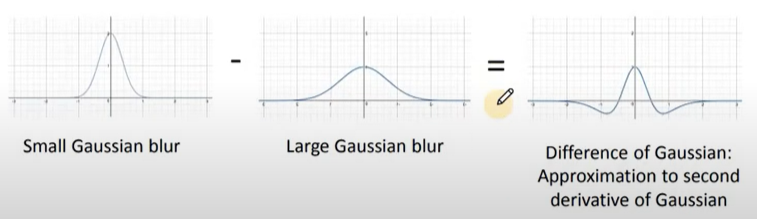 -
=
Small Gaussian blur
Large Gaussian blur
Difference of Gaussian:
Approximation to second
derivative of Gaussian